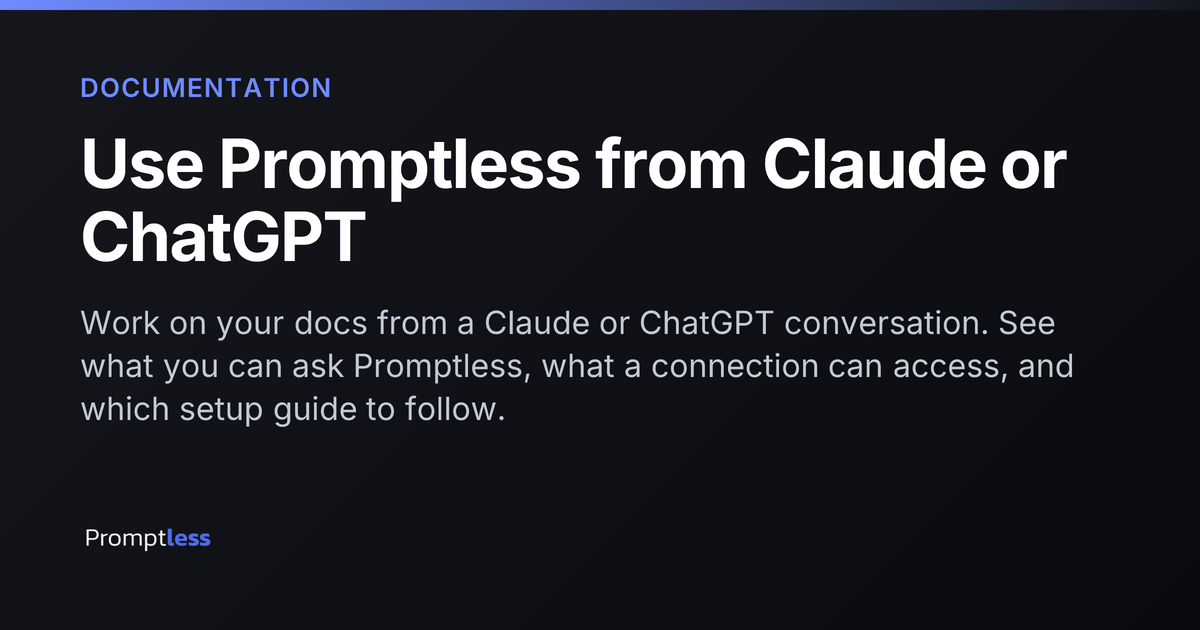 DOCUMENTATION
Use Promptless from Claude or
ChatGPT
Work on your docs from a Claude or ChatGPT conversation. See
what you can ask Promptless, what a connection can access, and
which setup guide to follow.
Promptless